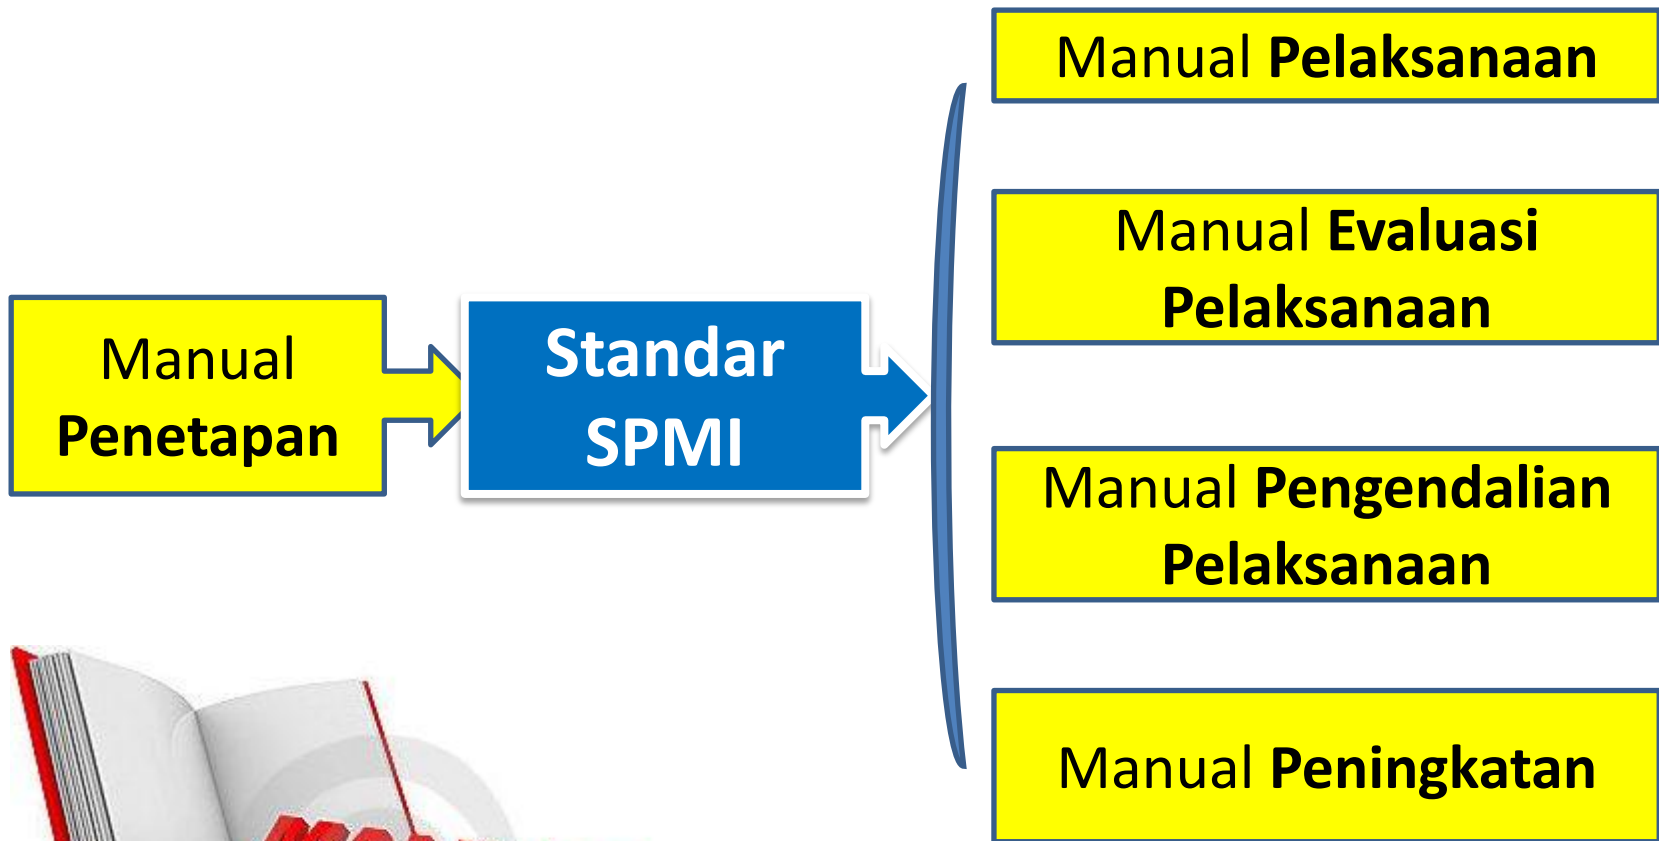 Manual
Penetapan
Standar
SPMI
Manual Pelaksanaan
Manual Evaluasi
Pelaksanaan
Manual Pengendalian
Pelaksanaan
Manual Peningkatan